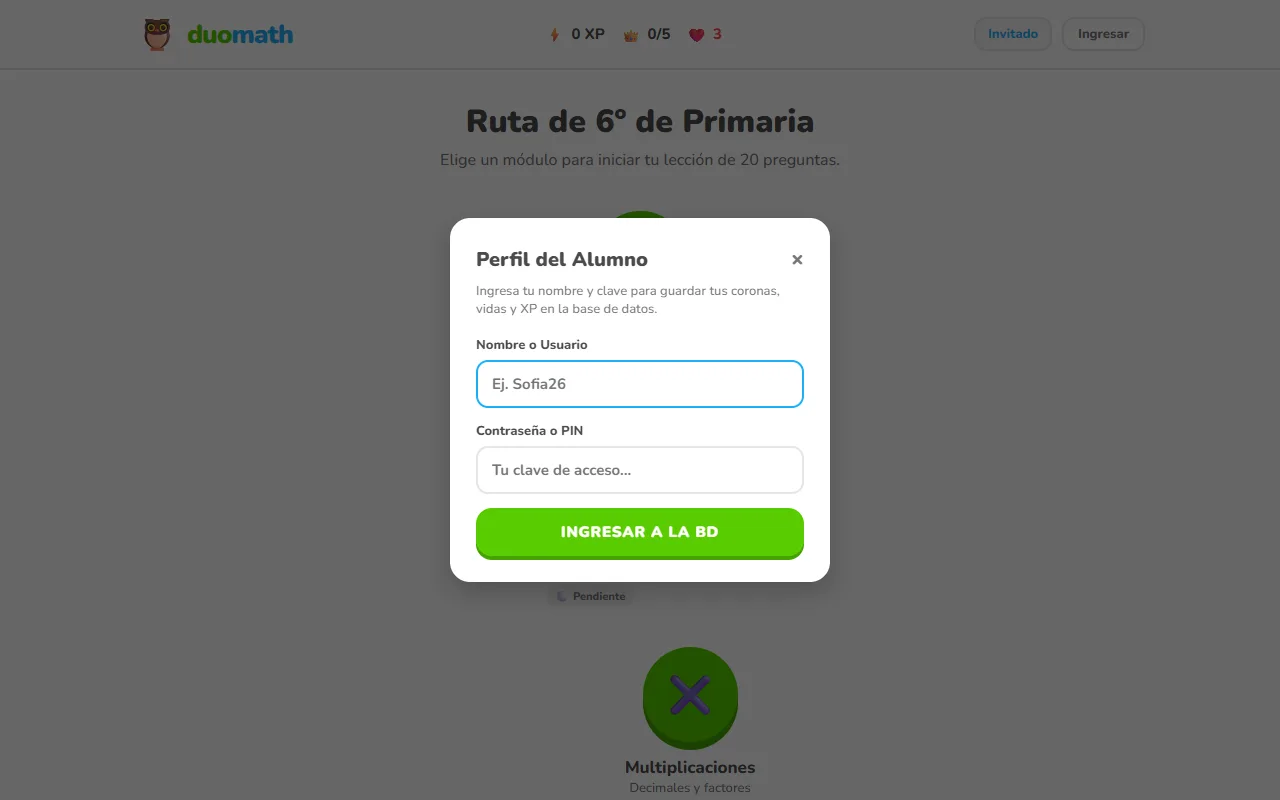 duomath
0 XP
0/5
3
Invitado
Ingresar
Ruta de 6º de Primaria
Elige un módulo para iniciar tu lección de 20 preguntas.
Perfil del Alumno
×
Ingresa tu nombre y clave para guardar tus coronas,
vidas y XP en la base de datos.
Nombre o Usuario
Ej. Sofia26
Contraseña o PIN
Tu clave de acceso...
INGRESAR A LA BD
Pendiente
Multiplicaciones
Decimales y factores